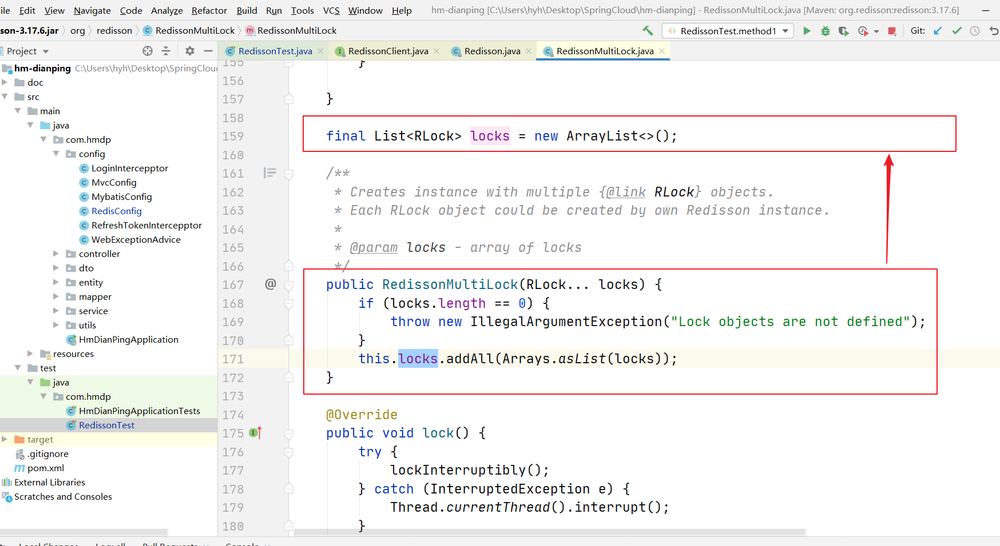 ile Edit View Navigate Code Analyze Refactor Build Run Tools VCS Window Help hm-dianping [C:\Users\hyh\Desktop\SpringCloud\hm-dianping] - RedissonMultiLock.java [Maven: org.redisson:redisson:3.17.6]
son-3.17.6.jar org redisson RedissonMultiLock RedissonMultiLock RedissonTest.method1 Git:
Project
RedissonTest.java RedissonClient.java Redisson.java RedissonMultiLock.java
hm-dianping C:\Users\hyh\Desktop\SpringCloud
doc
src
main
java
com.hmdp
config
LoginIntercepptor
MvcConfig
MybatisConfig
RedisConfig
RefreshTokenIntercepptor
WebExceptionAdvice
controller
dto
entity
mapper
service
utils
HmDianPingApplication
resources
test
java
com.hmdp
HmDianPingApplicationTests
RedissonTest
target
.gitignore
pom.xml
External Libraries
Scratches and Consoles
155 }
156
157 }
158
159 final List<RLock> locks = new ArrayList<>();
160
161 /**
162 * Creates instance with multiple {@link RLock} objects.
163 * Each RLock object could be created by own Redisson instance.
164 *
165 * @param locks - array of locks
166 */
167 @ public RedissonMultiLock(RLock... locks) {
168 if (locks.length == 0) {
169 throw new IllegalArgumentException("Lock objects are not defined");
170 }
171 this.locks.addAll(Arrays.asList(locks));
172 }
173
174 @Override
175 public void lock() {
176 try {
177 lockInterruptibly();
178 } catch (InterruptedException e) {
179 Thread.currentThread().interrupt();
180 }
Local Changes Pull Requests Console